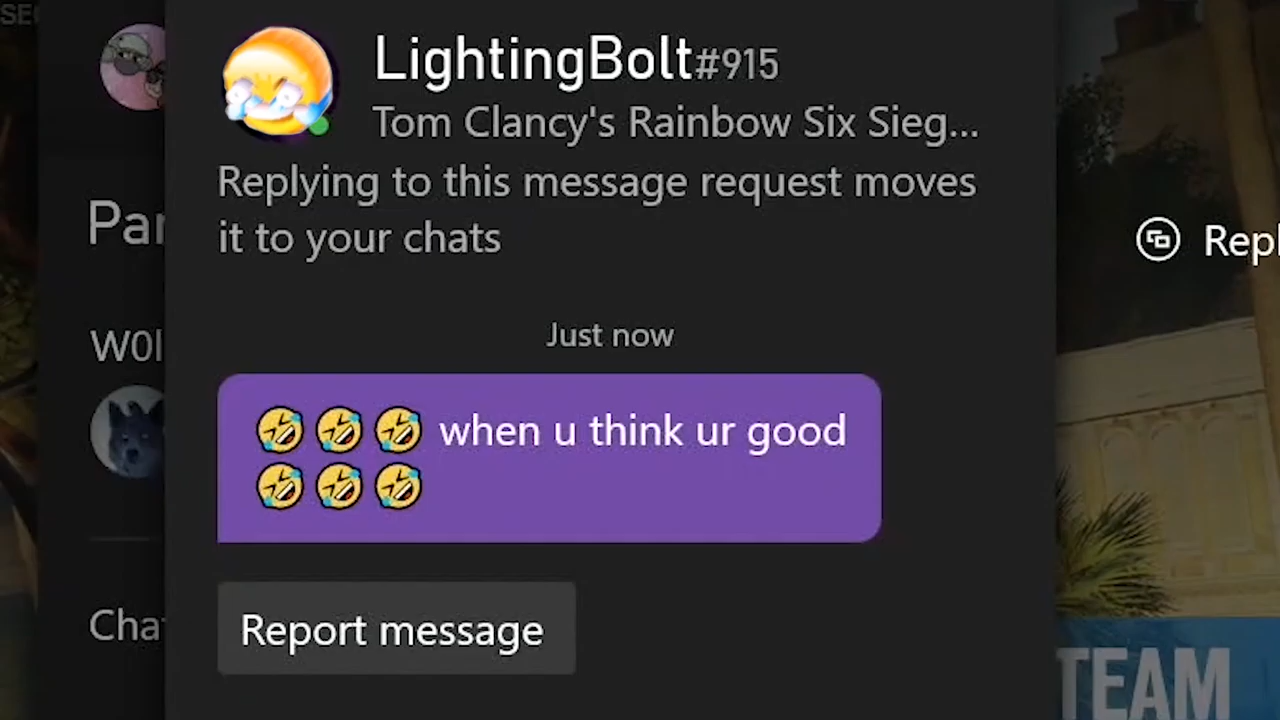 LightingBolt#915
Tom Clancy's Rainbow Six Sieg...
Replying to this message request moves
it to your chats
Just now
🤣🤣🤣 when u think ur good
🤣🤣🤣
Report message
Par
W0l
Cha
Repl
TEAM